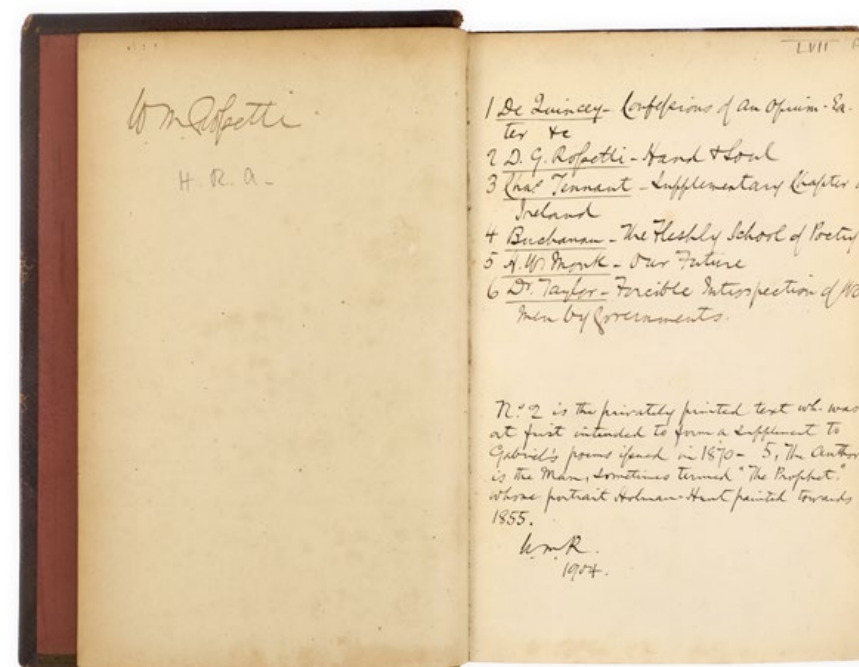 Wm Rossetti
H. R. A -
LVII
1 De Quincey - Confessions of an Opium-Ea-
ter &c
2 D. G. Rossetti - Hand & Soul
3 Chas Tennant - Supplementary Chapter
Ireland
4 Buchanan - The Fleshly School of Poetry
5 H. W. Monk - Our Future
6 Dr. Taylor - Forcible Introspection of Wo
men by Governments.
No. 2 is the privately printed text wh. was
at first intended to form a supplement to
Gabriel's poems issued in 1870 - 5, The Author
is the Man, sometimes termed "The Prophet."
whose portrait Holman-Hunt painted towards
1855.
W. m. R.
1904.